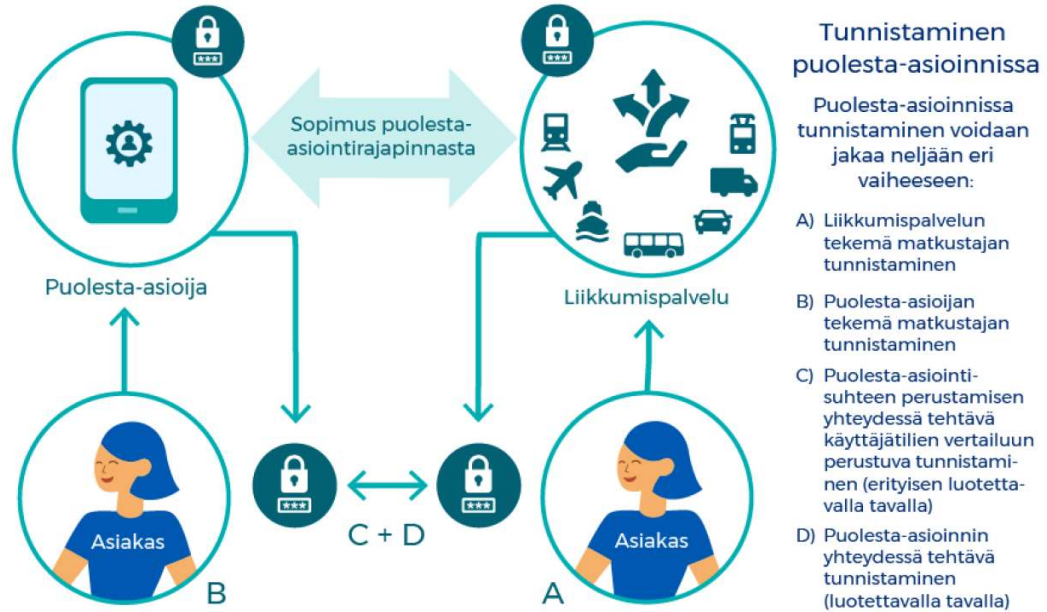 ***
***
Sopimus puolesta-
asiointirajapinnasta
Puolesta-asioija
Liikkumispalvelu
Asiakas
B
***
***
C + D
Asiakas
A
Tunnistaminen
puolesta-asioinnissa
Puolesta-asioinnissa
tunnistaminen voidaan
jakaa neljään eri
vaiheeseen:
A) Liikkumispalvelun
tekemä matkustajan
tunnistaminen
B) Puolesta-asioijan
tekemä matkustajan
tunnistaminen
C) Puolesta-asiointi-
suhteen perustamisen
yhteydessä tehtävä
käyttäjätilien vertailuun
perustuva tunnistami-
nen (erityisen luotetta-
valla tavalla)
D) Puolesta-asioinnin
yhteydessä tehtävä
tunnistaminen
(luotettavalla tavalla)